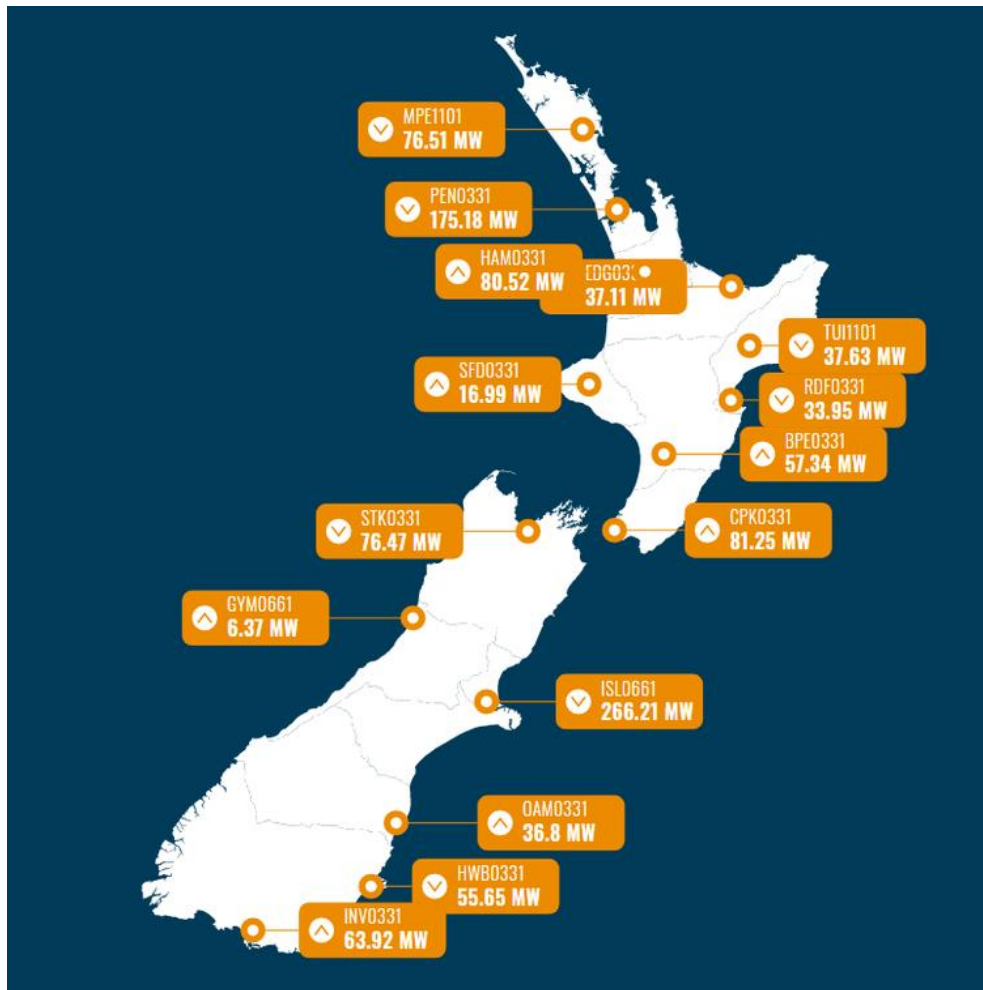 MPE1101
76.51 MW
PEN0331
175.18 MW
HAM0331
80.52 MW
37.11 MW
TUI1101
37.63 MW
SFD0331
16.99 MW
RDF0331
33.95 MW
BPE0331
57.34 MW
STK0331
76.47 MW
CPK0331
81.25 MW
GYM0661
6.37 MW
ISL0661
266.21 MW
OAM0331
36.8 MW
HWB0331
55.65 MW
INV0331
63.92 MW